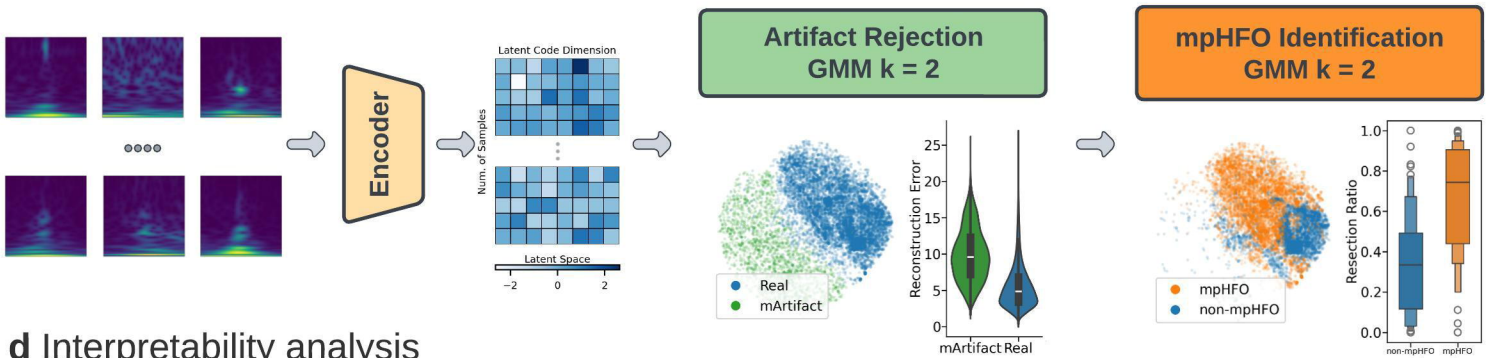 Artifact Rejection
GMM k = 2
mpHFO Identification
GMM k = 2
Encoder
Latent Code Dimension
Num. of Samples
Latent Space
−2 0 2
Reconstruction Error
25
20
15
10
5
0
Real
mArtifact
mArtifact Real
mpHFO
non-mpHFO
Resection Ratio
1.0
0.8
0.6
0.4
0.2
0.0
non-mpHFO mpHFO
d Interpretability analysis